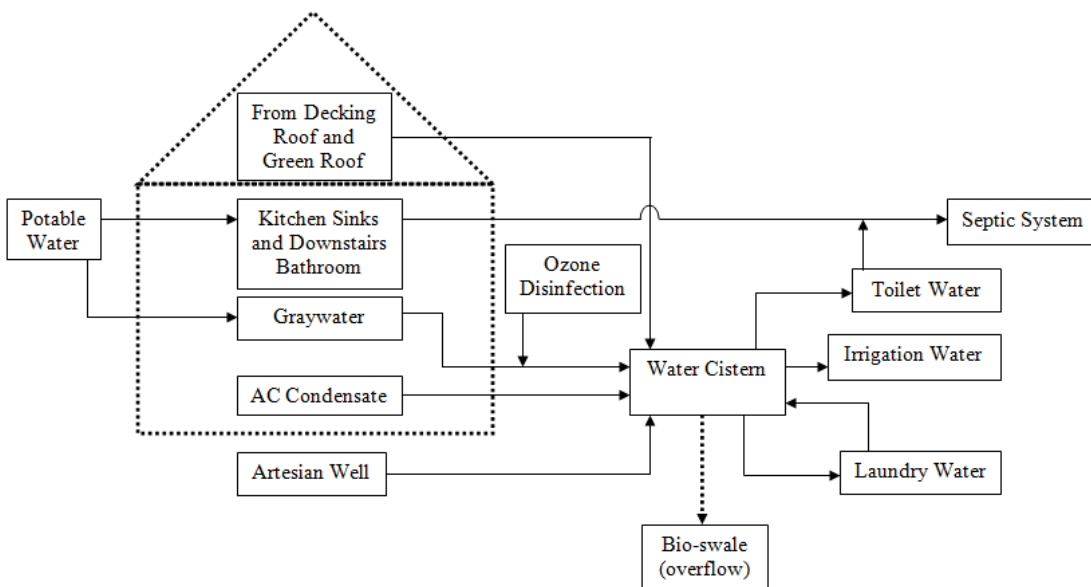 From Decking
Roof and
Green Roof
Potable
Water
Kitchen Sinks
and Downstairs
Bathroom
Septic System
Ozone
Disinfection
Toilet Water
Graywater
Water Cistern
Irrigation Water
AC Condensate
Artesian Well
Laundry Water
Bio-swale
(overflow)